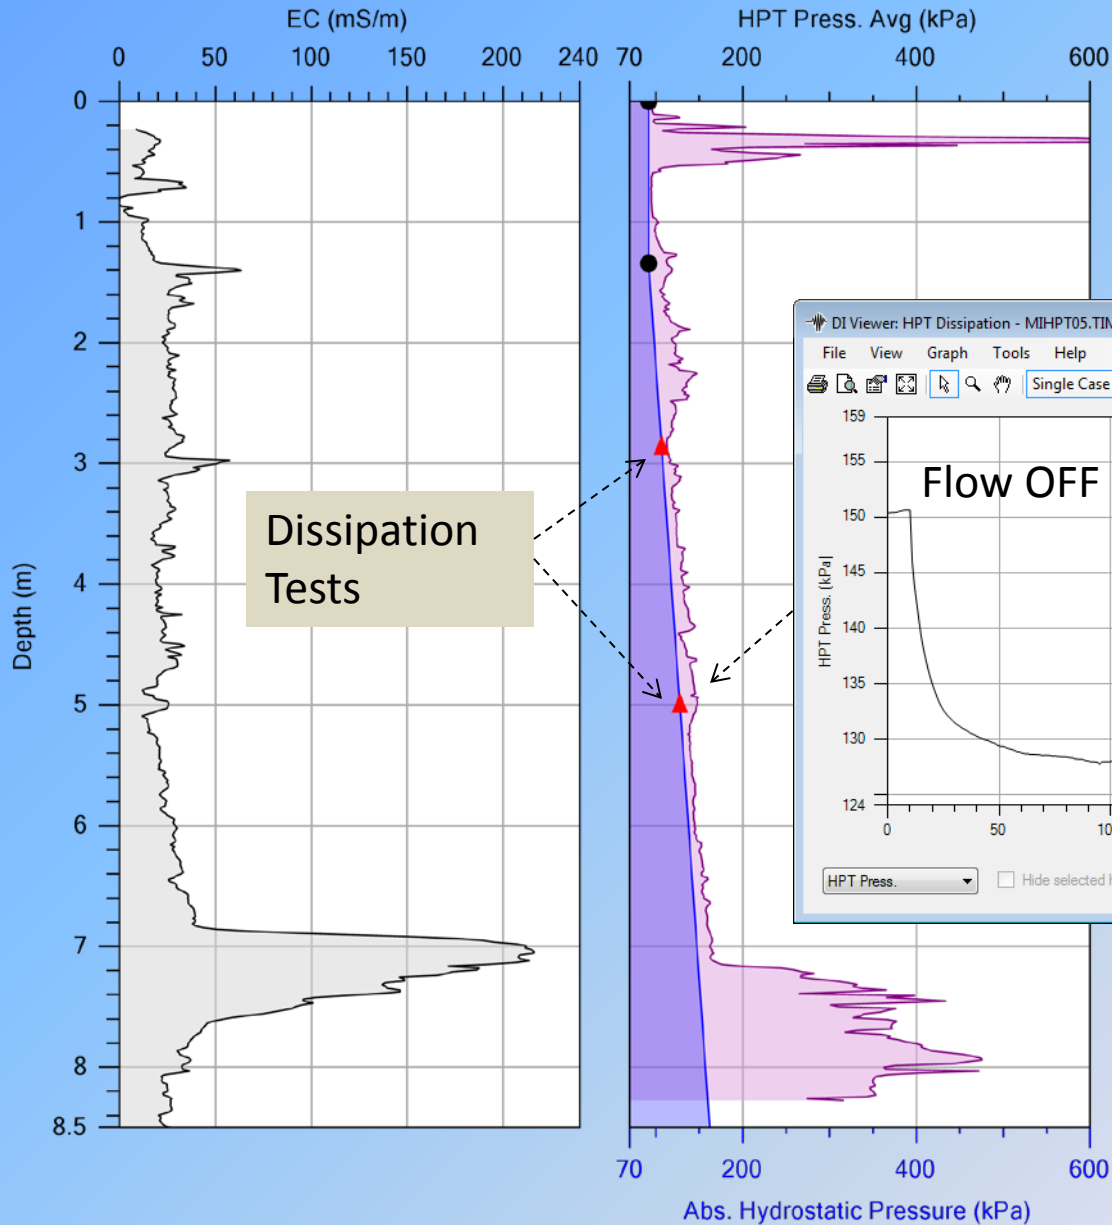 EC (mS/m)
0 50 100 150 200 240
HPT Press. Avg (kPa)
70 200 400 600
Depth (m)
0
1
2
3
4
5
6
7
8
8.5
Dissipation
Tests
DI Viewer: HPT Dissipation - MIHPT05.TIM
File View Graph Tools Help
Single Case
159
155
150
145
140
135
130
124
HPT Press. [kPa]
Flow OFF
0 50 10
HPT Press.
Hide selected
70 200 400 600
Abs. Hydrostatic Pressure (kPa)